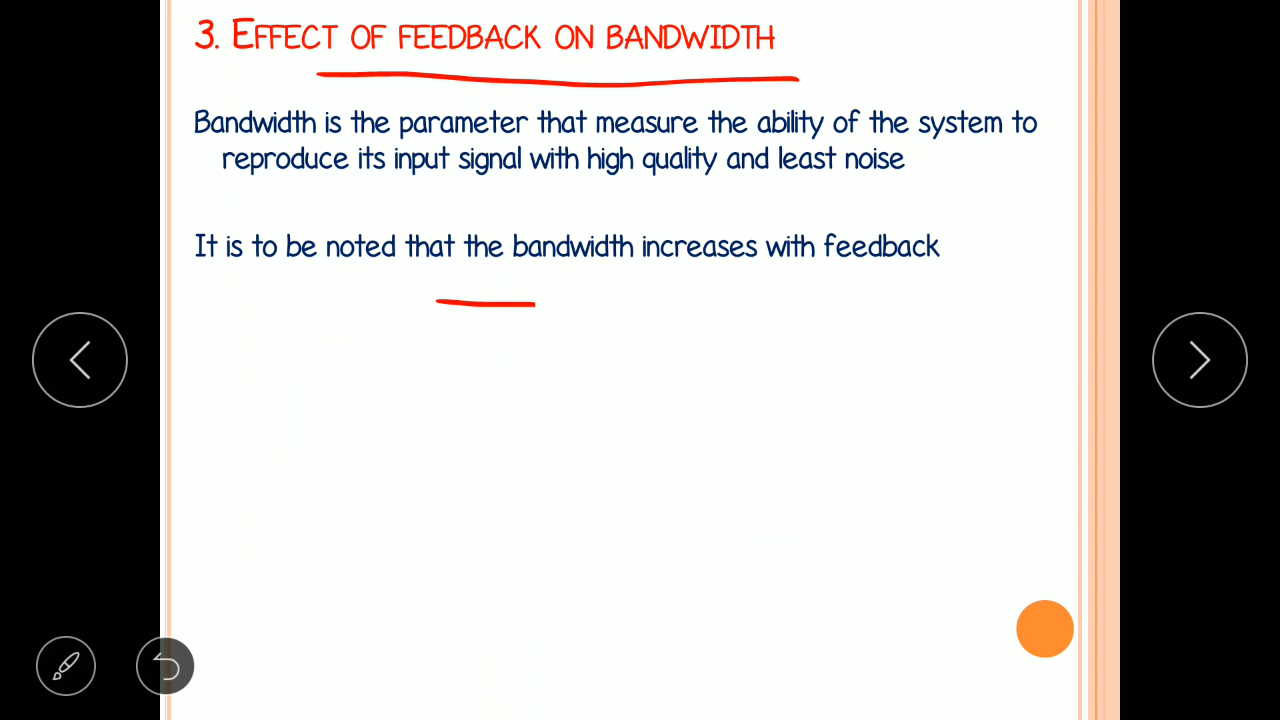 3. EFFECT OF FEEDBACK ON BANDWIDTH
Bandwidth is the parameter that measure the ability of the system to
reproduce its input signal with high quality and least noise
It is to be noted that the bandwidth increases with feedback